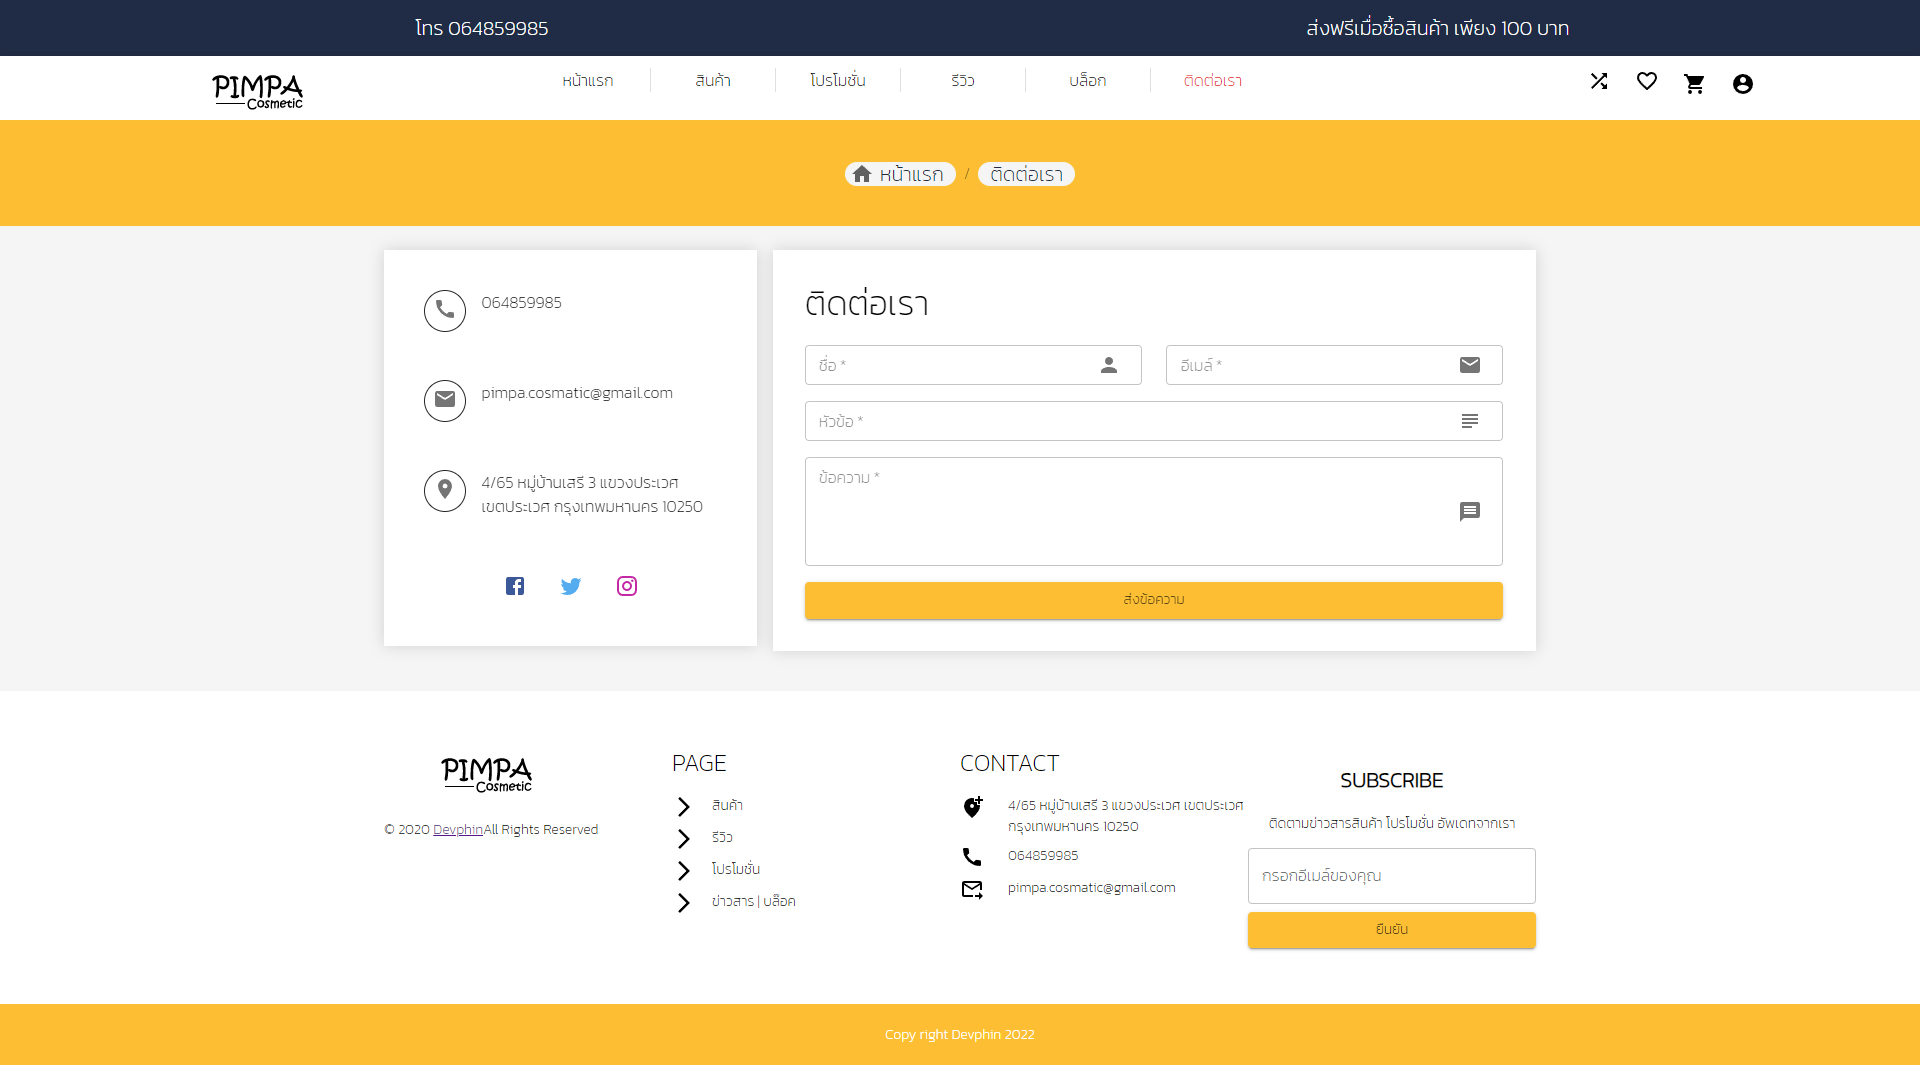 โทร 064859985
ส่งฟรีเมื่อซื้อสินค้า เพียง 100 บาท
PIMPA
Cosmetic
หน้าแรก
สินค้า
โปรโมชั่น
รีวิว
บล็อก
ติดต่อเรา
หน้าแรก / ติดต่อเรา
064859985
pimpa.cosmatic@gmail.com
4/65 หมู่บ้านเสรี 3 แขวงประเวศ
เขตประเวศ กรุงเทพมหานคร 10250
ติดต่อเรา
ชื่อ *
อีเมล์ *
หัวข้อ *
ข้อความ *
ส่งข้อความ
PIMPA
Cosmetic
© 2020 DevphinAll Rights Reserved
PAGE
สินค้า
รีวิว
โปรโมชั่น
ข่าวสาร | บล๊อค
CONTACT
4/65 หมู่บ้านเสรี 3 แขวงประเวศ เขตประเวศ
กรุงเทพมหานคร 10250
064859985
pimpa.cosmatic@gmail.com
SUBSCRIBE
ติดตามข่าวสารสินค้า โปรโมชั่น อัพเดทจากเรา
กรอกอีเมล์ของคุณ
ยืนยัน
Copy right Devphin 2022